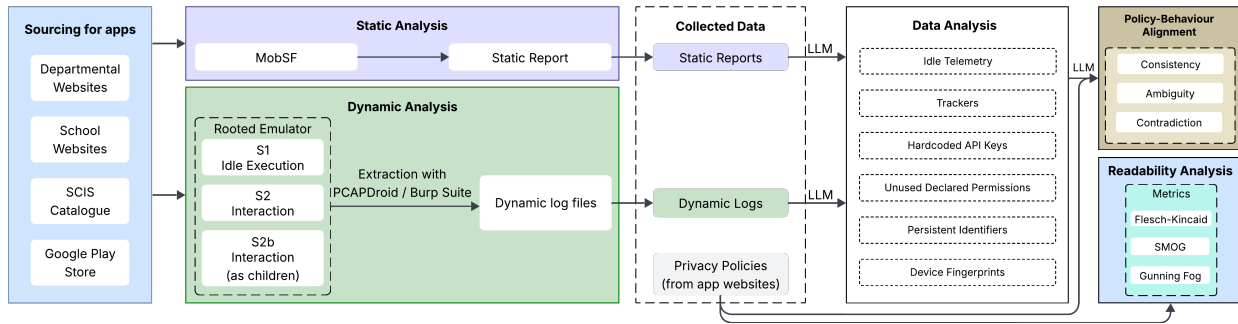 Sourcing for apps
Departmental
Websites
School
Websites
SCIS
Catalogue
Google Play
Store
Static Analysis
MobSF
Static Report
Dynamic Analysis
Rooted Emulator
S1
Idle Execution
S2
Interaction
S2b
Interaction
(as children)
Extraction with
PCAPDroid / Burp Suite
Dynamic log files
Collected Data
Static Reports
Dynamic Logs
Privacy Policies
(from app websites)
LLM
LLM
Data Analysis
Idle Telemetry
Trackers
Hardcoded API Keys
Unused Declared Permissions
Persistent Identifiers
Device Fingerprints
LLM
Policy-Behaviour
Alignment
Consistency
Ambiguity
Contradiction
Readability Analysis
Metrics
Flesch-Kincaid
SMOG
Gunning Fog